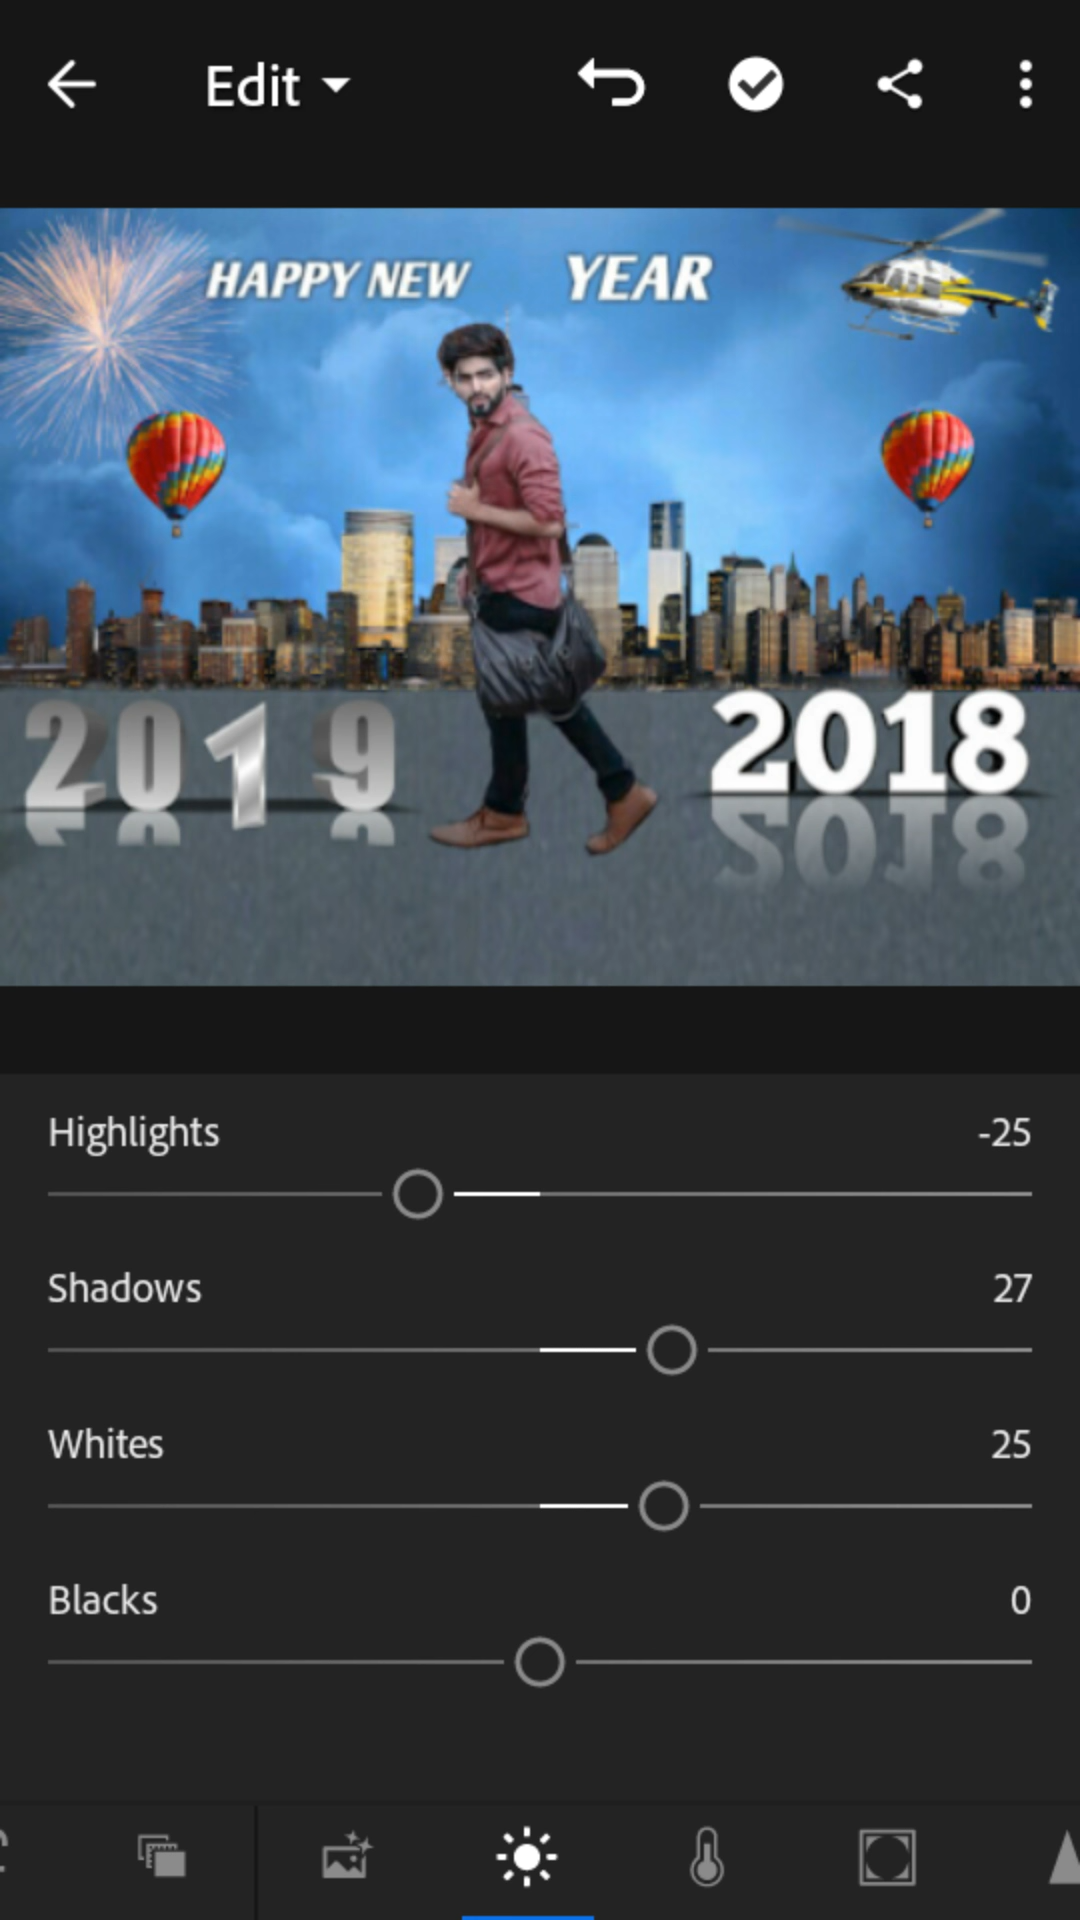 Edit
HAPPY NEW YEAR
2019 2018
Highlights -25
Shadows 27
Whites 25
Blacks 0